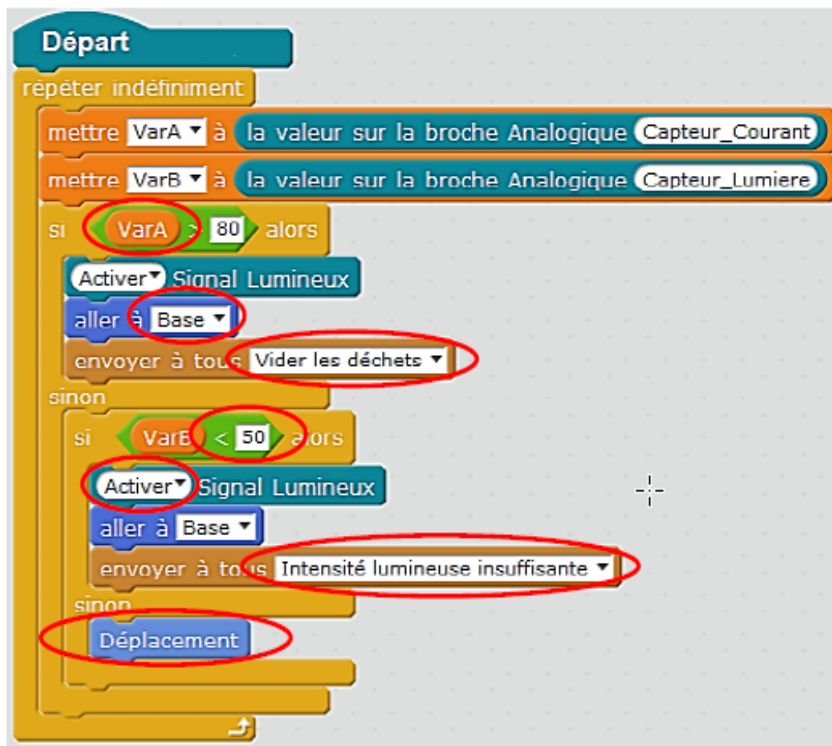 Départ
répéter indéfiniment
mettre VarA à la valeur sur la broche Analogique Capteur_Courant
mettre VarB à la valeur sur la broche Analogique Capteur_Lumiere
si VarA > 80 alors
Activer Signal Lumineux
aller à Base
envoyer à tous Vider les déchets
sinon
si VarB < 50 alors
Activer Signal Lumineux
aller à Base
envoyer à tous Intensité lumineuse insuffisante
sinon
Déplacement